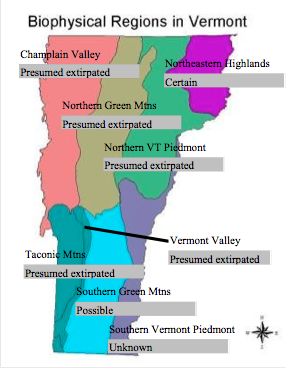 Biophysical Regions in Vermont
Champlain Valley
Presumed extirpated
Northeastern Highlands
Certain
Northern Green Mtns
Presumed extirpated
Northern VT Piedmont
Presumed extirpated
Vermont Valley
Presumed extirpated
Taconic Mtns
Presumed extirpated
Southern Green Mtns
Possible
Southern Vermont Piedmont
Unknown